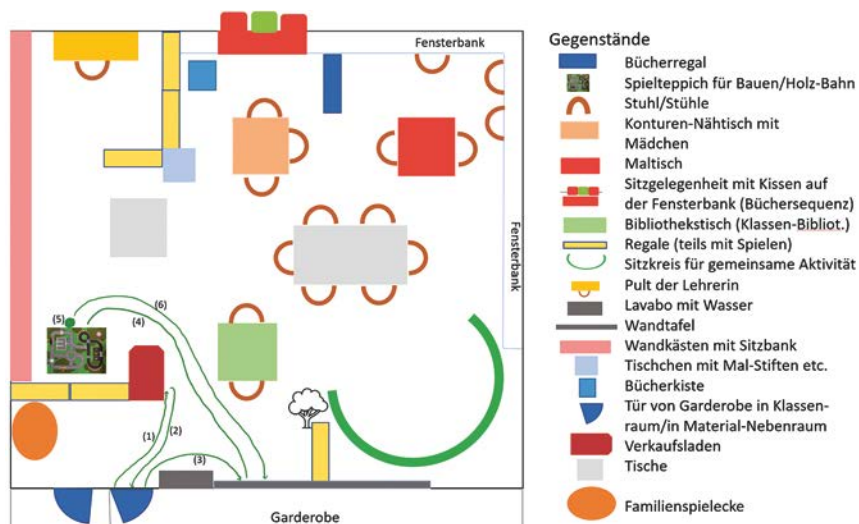 Fensterbank
Fensterbank
(6)
(5)
(4)
(1)
(2)
(3)
Garderobe
Gegenstände
Bücherregal
Spielteppich für Bauen/Holz-Bahn
Stuhl/Stühle
Konturen-Nähtisch mit
Mädchen
Maltisch
Sitzgelegenheit mit Kissen auf
der Fensterbank (Büchersequenz)
Bibliothekstisch (Klassen-Bibliot.)
Regale (teils mit Spielen)
Sitzkreis für gemeinsame Aktivität
Pult der Lehrerin
Lavabo mit Wasser
Wandtafel
Wandkästen mit Sitzbank
Tischchen mit Mal-Stiften etc.
Bücherkiste
Tür von Garderobe in Klassen-
raum/in Material-Nebenraum
Verkaufsladen
Tische
Familienspielecke